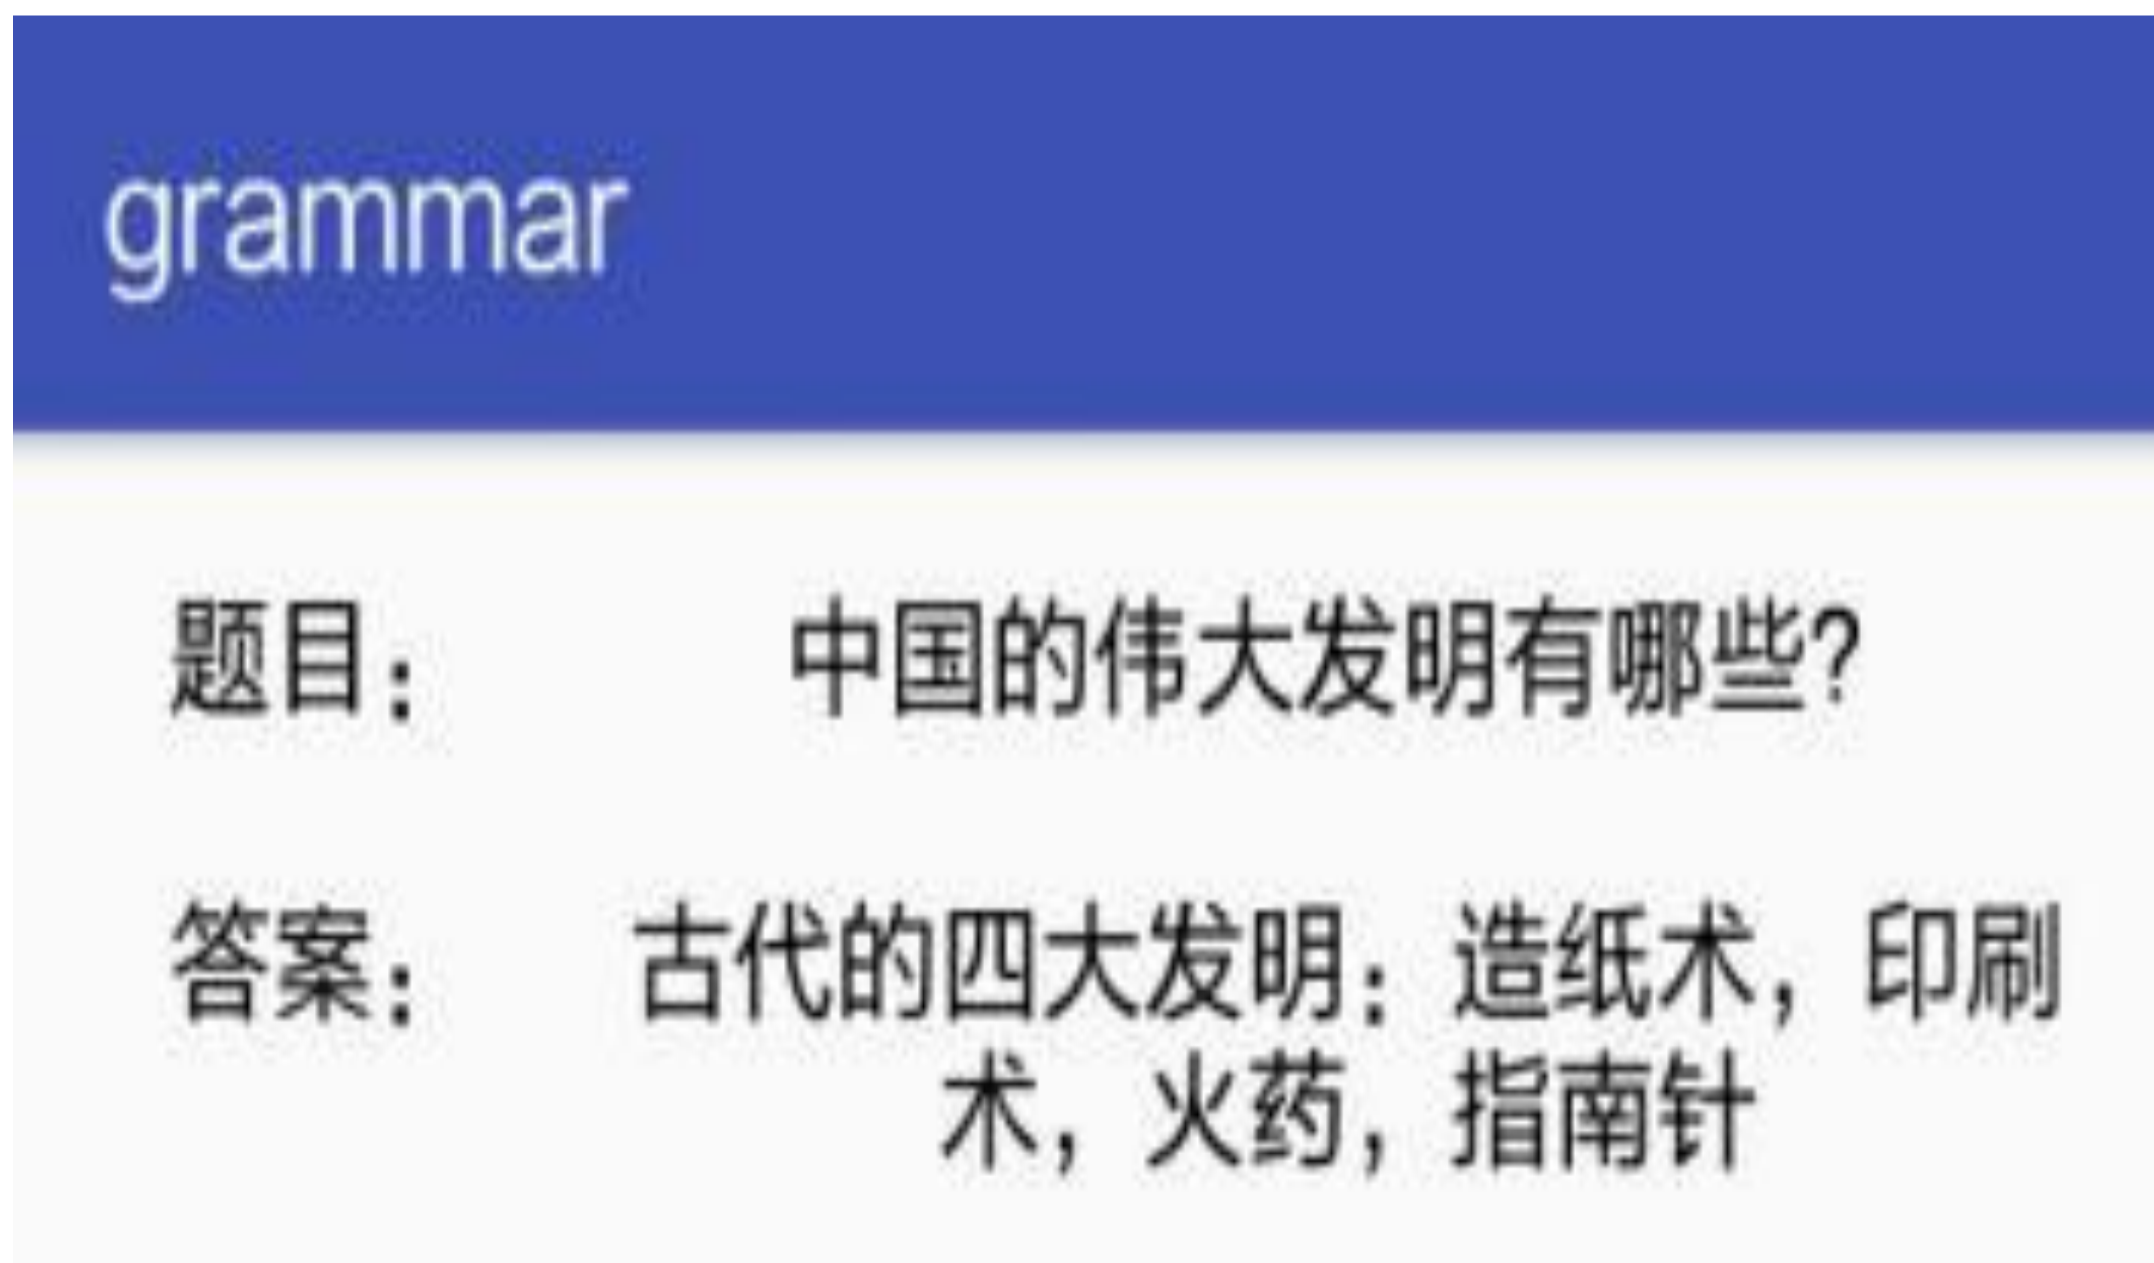 grammar
题目： 中国的伟大发明有哪些?
答案： 古代的四大发明：造纸术，印刷
术，火药，指南针